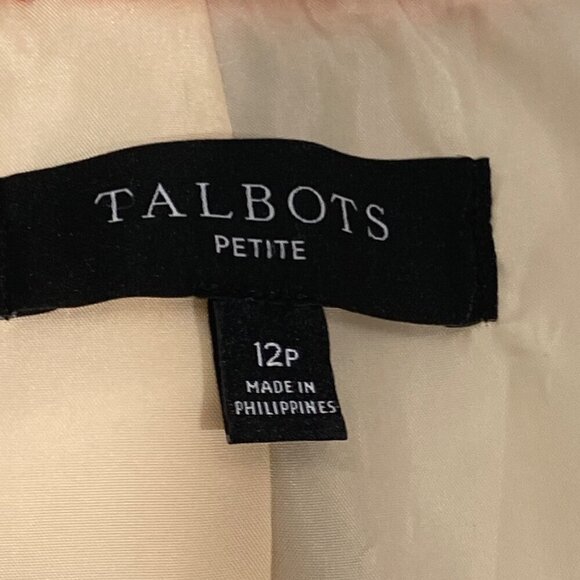 TALBOTS
PETITE
12P
MADE IN
PHILIPPINES